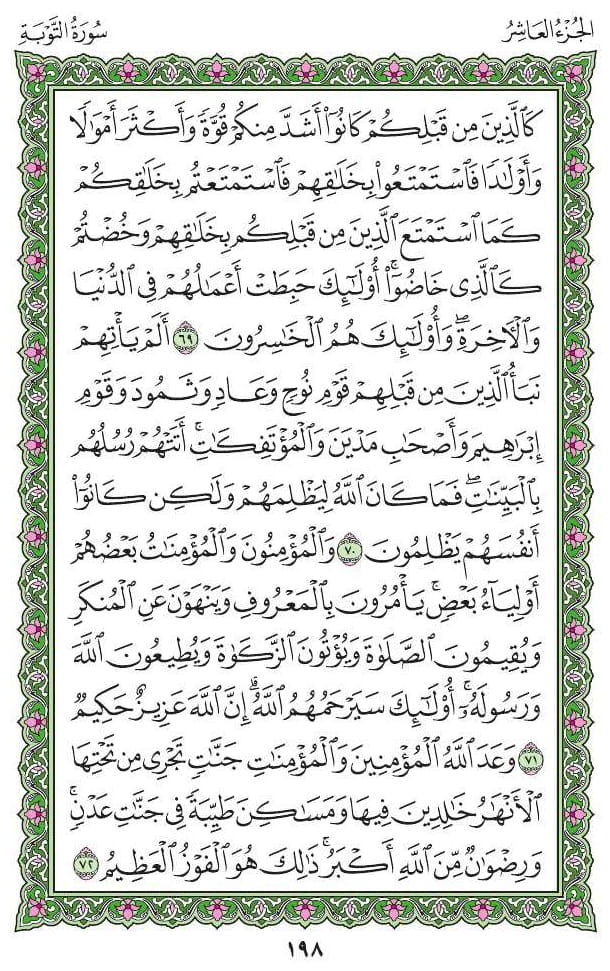 الجُزْءُ العَاشِرُ
سُورَةُ التَّوْبَةِ
كَٱلَّذِينَ مِن قَبۡلِكُمۡ كَانُوٓاْ أَشَدَّ مِنكُمۡ قُوَّةٗ وَأَكۡثَرَ أَمۡوَٰلٗا
وَأَوۡلَٰدٗا فَٱسۡتَمۡتَعُواْ بِخَلَٰقِهِمۡ فَٱسۡتَمۡتَعۡتُم بِخَلَٰقِكُمۡ
كَمَا ٱسۡتَمۡتَعَ ٱلَّذِينَ مِن قَبۡلِكُم بِخَلَٰقِهِمۡ وَخُضۡتُمۡ
كَٱلَّذِي خَاضُوٓاْۚ أُوْلَٰٓئِكَ حَبِطَتۡ أَعۡمَٰلُهُمۡ فِي ٱلدُّنۡيَا
وَٱلۡأٓخِرَةِۖ وَأُوْلَٰٓئِكَ هُمُ ٱلۡخَٰسِرُونَ ٦٩ أَلَمۡ يَأۡتِهِمۡ
نَبَأُ ٱلَّذِينَ مِن قَبۡلِهِمۡ قَوۡمِ نُوحٖ وَعَادٖ وَثَمُودَ وَقَوۡمِ
إِبۡرَٰهِيمَ وَأَصۡحَٰبِ مَدۡيَنَ وَٱلۡمُؤۡتَفِكَٰتِۚ أَتَتۡهُمۡ رُسُلُهُم
بِٱلۡبَيِّنَٰتِۖ فَمَا كَانَ ٱللَّهُ لِيَظۡلِمَهُمۡ وَلَٰكِن كَانُوٓاْ
أَنفُسَهُمۡ يَظۡلِمُونَ ٧٠ وَٱلۡمُؤۡمِنُونَ وَٱلۡمُؤۡمِنَٰتُ بَعۡضُهُمۡ
أَوۡلِيَآءُ بَعۡضٖۚ يَأۡمُرُونَ بِٱلۡمَعۡرُوفِ وَيَنۡهَوۡنَ عَنِ ٱلۡمُنكَرِ
وَيُقِيمُونَ ٱلصَّلَوٰةَ وَيُؤۡتُونَ ٱلزَّكَوٰةَ وَيُطِيعُونَ ٱللَّهَ
وَرَسُولَهُۥٓۚ أُوْلَٰٓئِكَ سَيَرۡحَمُهُمُ ٱللَّهُۗ إِنَّ ٱللَّهَ عَزِيزٌ حَكِيمٞ
٧١ وَعَدَ ٱللَّهُ ٱلۡمُؤۡمِنِينَ وَٱلۡمُؤۡمِنَٰتِ جَنَّٰتٖ تَجۡرِي مِن تَحۡتِهَا
ٱلۡأَنۡهَٰرُ خَٰلِدِينَ فِيهَا وَمَسَٰكِنَ طَيِّبَةٗ فِي جَنَّٰتِ عَدۡنٖۚ
وَرِضۡوَٰنٞ مِّنَ ٱللَّهِ أَكۡبَرُۚ ذَٰلِكَ هُوَ ٱلۡفَوۡزُ ٱلۡعَظِيمُ ٧٢
١٩٨